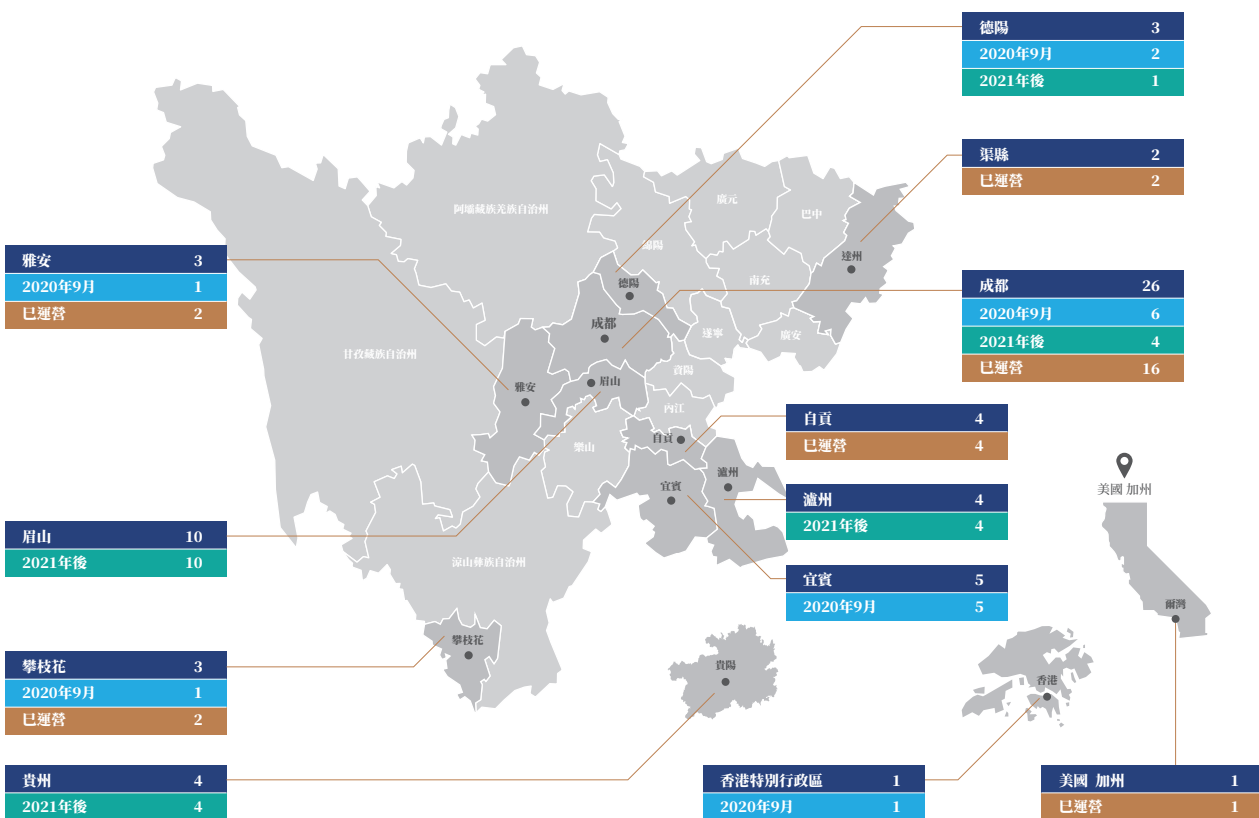 德陽 3
2020年9月 2
2021年後 1
渠縣 2
已運營 2
雅安 3
2020年9月 1
已運營 2
成都 26
2020年9月 6
2021年後 4
已運營 16
自貢 4
已運營 4
瀘州 4
2021年後 4
眉山 10
2021年後 10
宜賓 5
2020年9月 5
攀枝花 3
2020年9月 1
已運營 2
貴州 4
2021年後 4
香港特別行政區 1
2020年9月 1
美國 加州 1
已運營 1
阿壩藏族羌族自治州
廣元
巴中
綿陽
達州
德陽
南充
成都
遂寧
廣安
甘孜藏族自治州
資陽
雅安
眉山
內江
自貢
樂山
瀘州
宜賓
美國 加州
涼山彝族自治州
爾灣
攀枝花
貴陽
香港